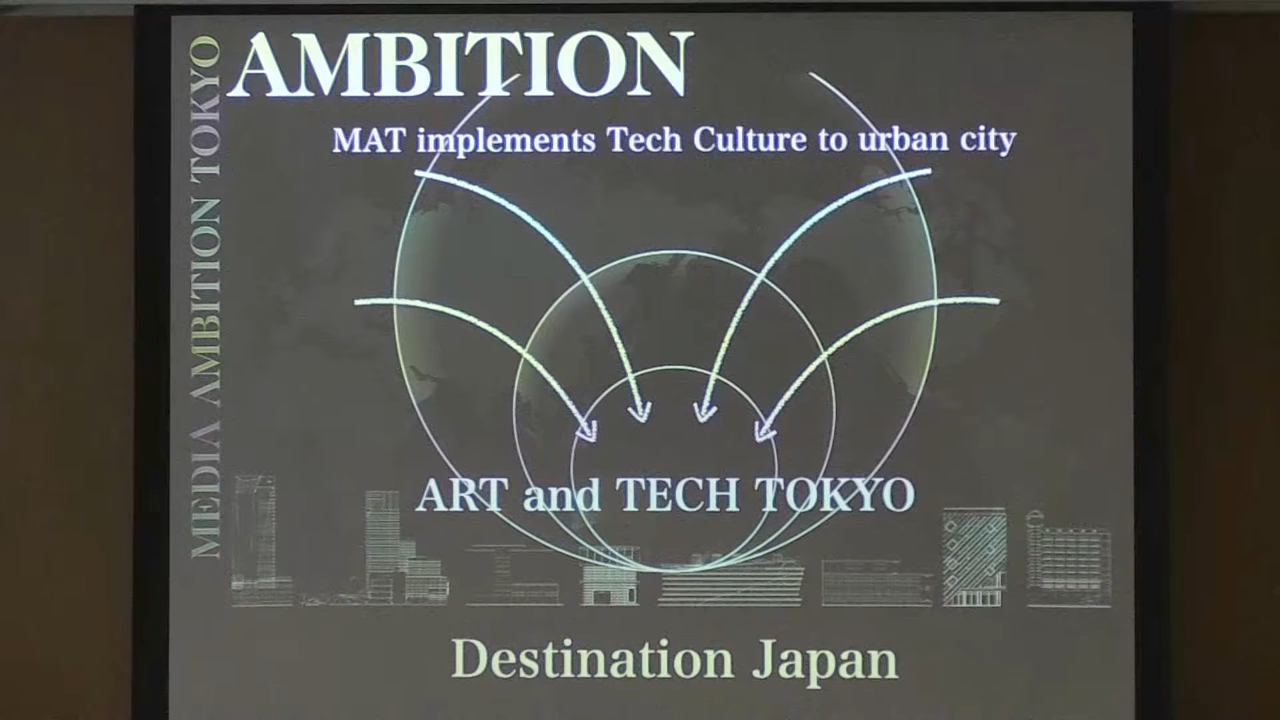 AMBITION
MAT implements Tech Culture to urban city
MEDIA AMBITION TOKYO
ART and TECH TOKYO
Destination Japan